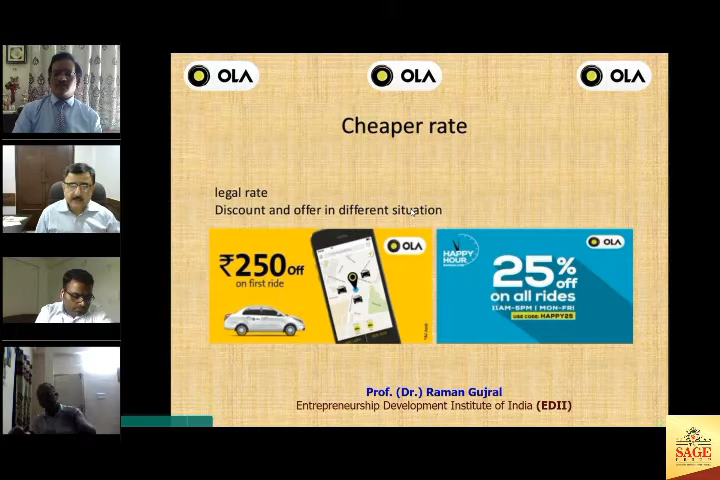 OLA
OLA
OLA
Cheaper rate
legal rate
Discount and offer in different situation
₹250 Off
on first ride
OLA
HAPPY
HOUR
25% off
on all rides
11AM-5PM | MON-FRI
USE CODE: HAPPY25
OLA
Prof. (Dr.) Raman Gujral
Entrepreneurship Development Institute of India (EDII)
SAGE